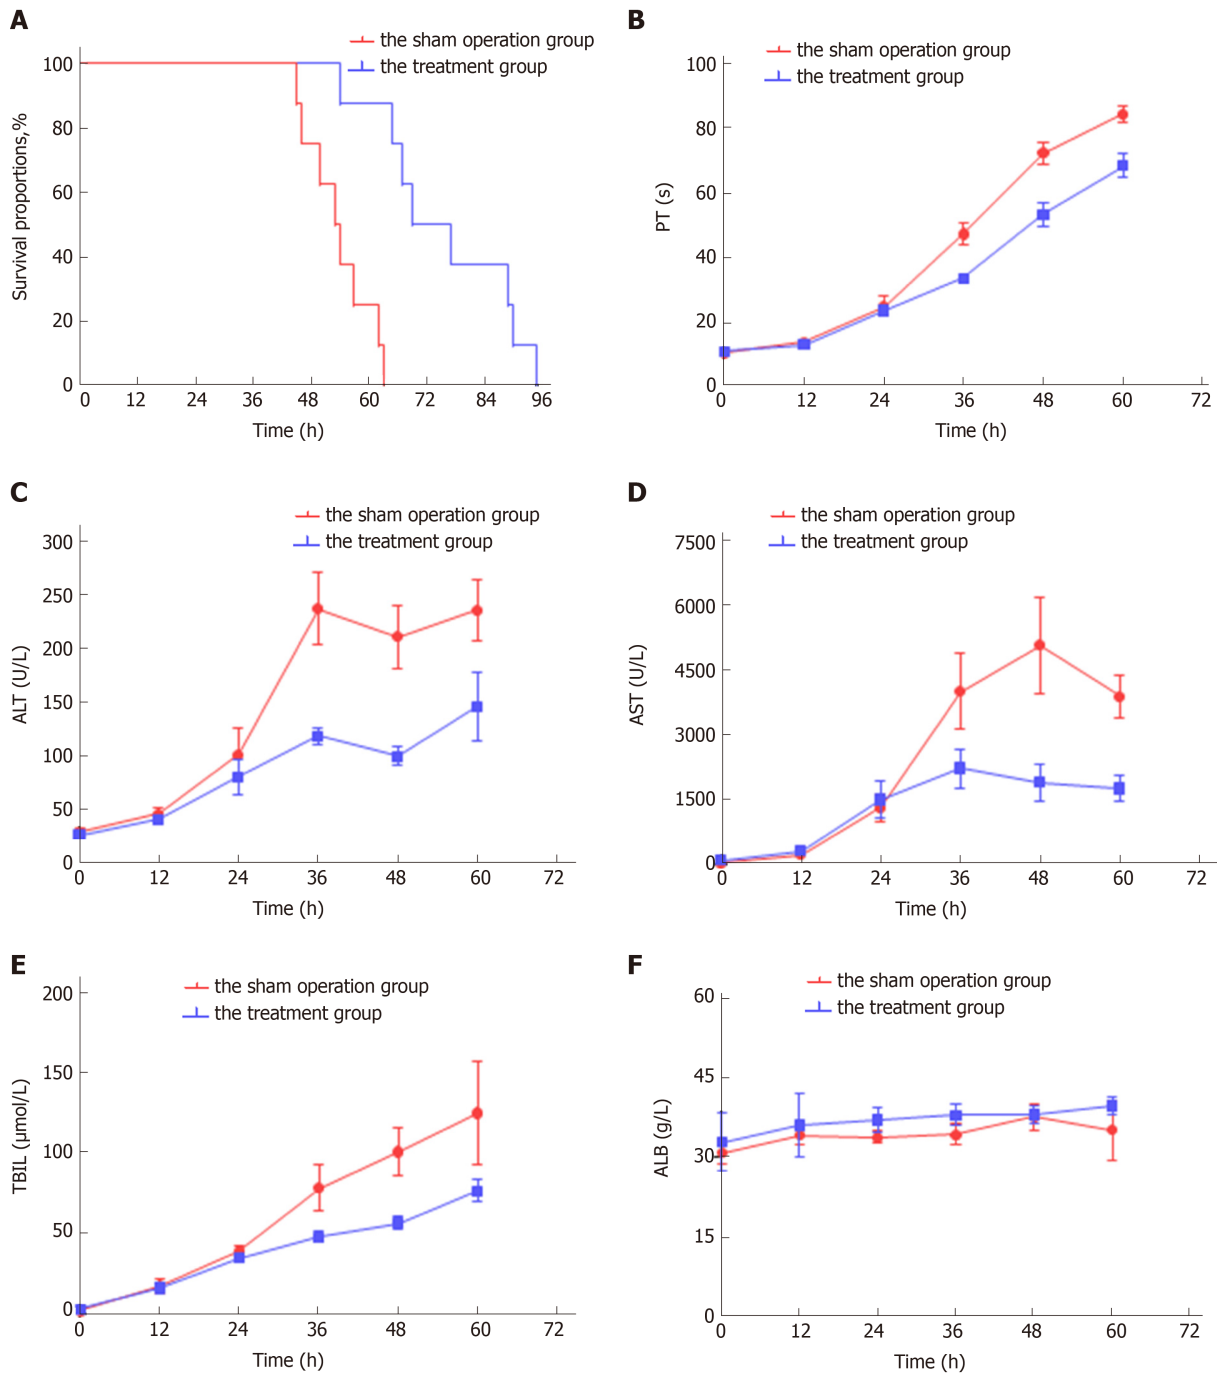 A
the sham operation group
the treatment group
Survival proportions,%
100
80
60
40
20
0
0 12 24 36 48 60 72 84 96
Time (h)
B
the sham operation group
the treatment group
PT (s)
100
80
60
40
20
0
0 12 24 36 48 60 72
Time (h)
C
the sham operation group
the treatment group
ALT (U/L)
300
250
200
150
100
50
0
0 12 24 36 48 60 72
Time (h)
D
the sham operation group
the treatment group
AST (U/L)
7500
6000
4500
3000
1500
0
0 12 24 36 48 60 72
Time (h)
E
the sham operation group
the treatment group
TBIL (µmol/L)
200
150
100
50
0
0 12 24 36 48 60 72
Time (h)
F
the sham operation group
the treatment group
ALB (g/L)
60
45
30
15
0
0 12 24 36 48 60 72
Time (h)